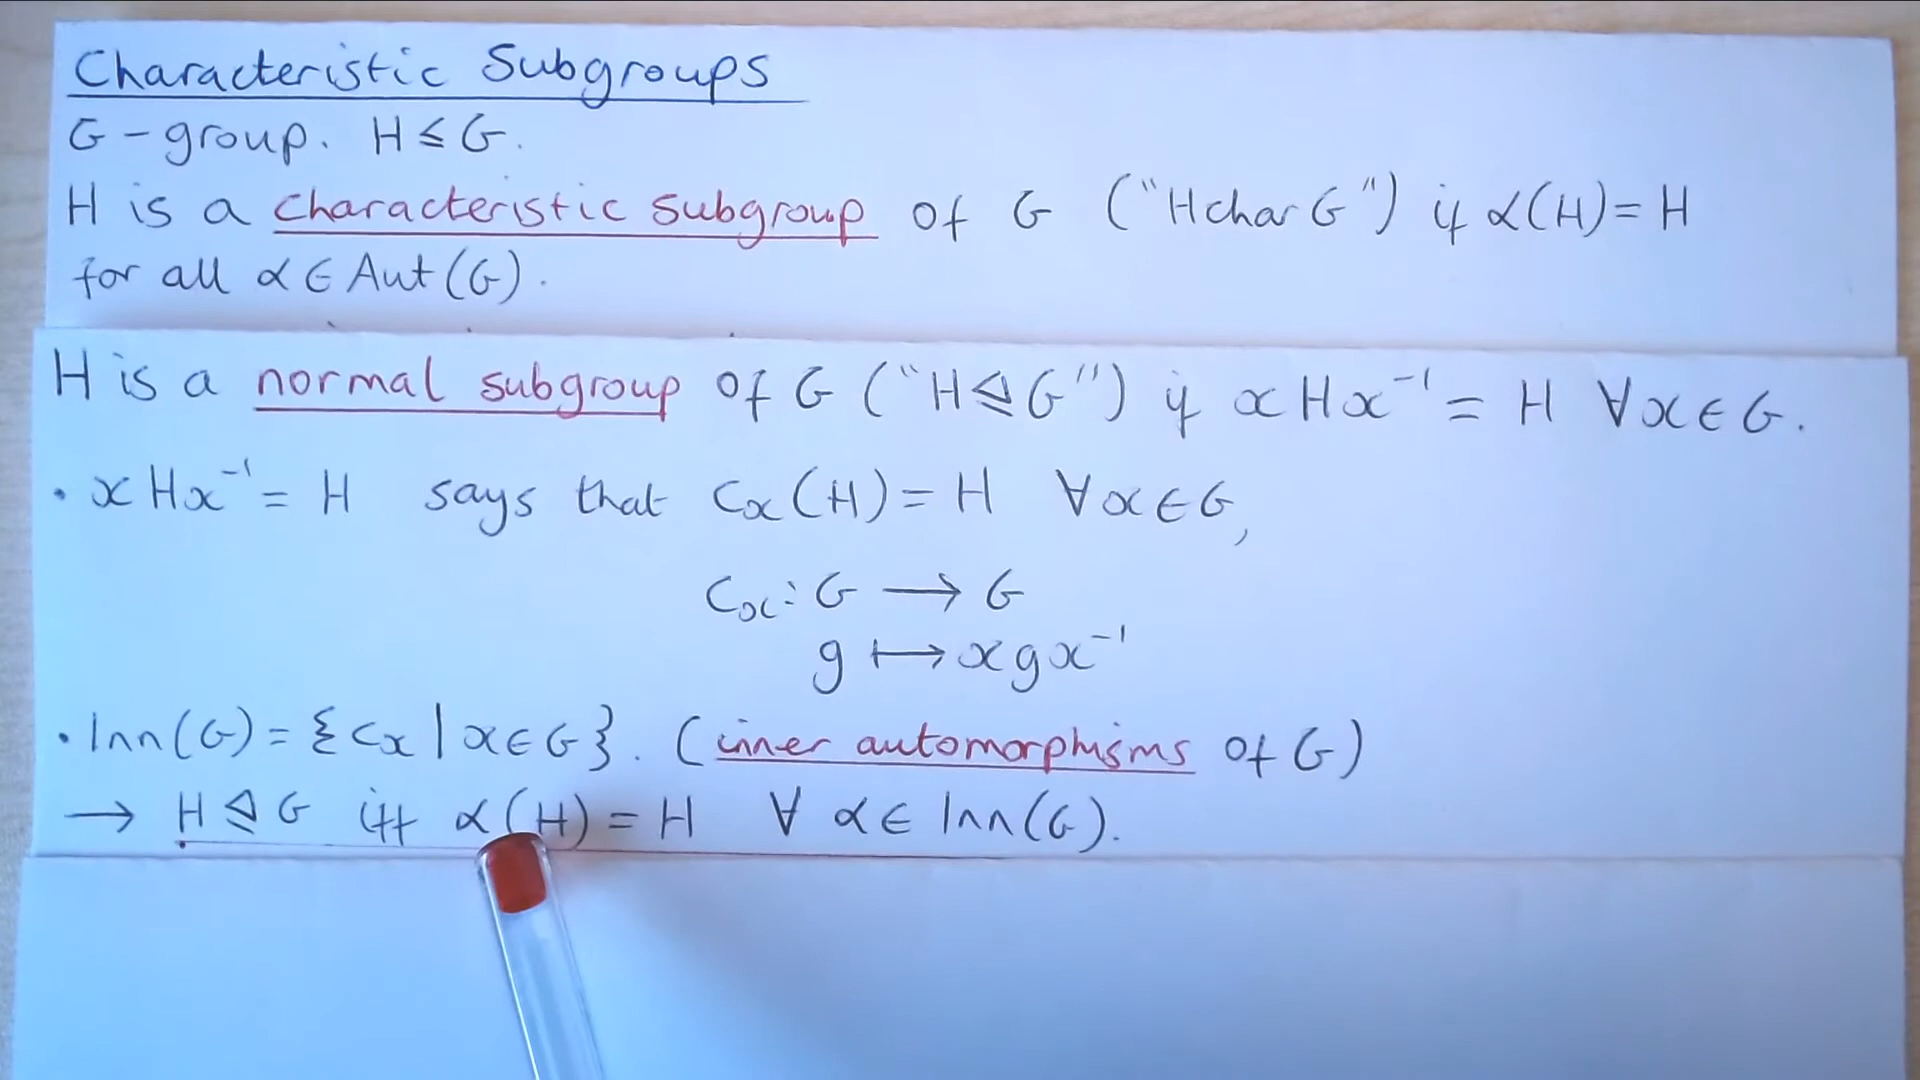 Characteristic Subgroups
G - group. H ≤ G.
H is a characteristic subgroup of G ("H char G") if α(H) = H
for all α ∈ Aut(G).
H is a normal subgroup of G ("H ⊴ G") if xHx⁻¹ = H ∀x ∈ G.
• xHx⁻¹ = H says that Cₓ(H) = H ∀x ∈ G,
Cₓ : G ⟶ G
g ⟼ xgx⁻¹
• Inn(G) = {Cₓ | x ∈ G}. (inner automorphisms of G)
→ H ⊴ G iff α(H) = H ∀ α ∈ Inn(G).